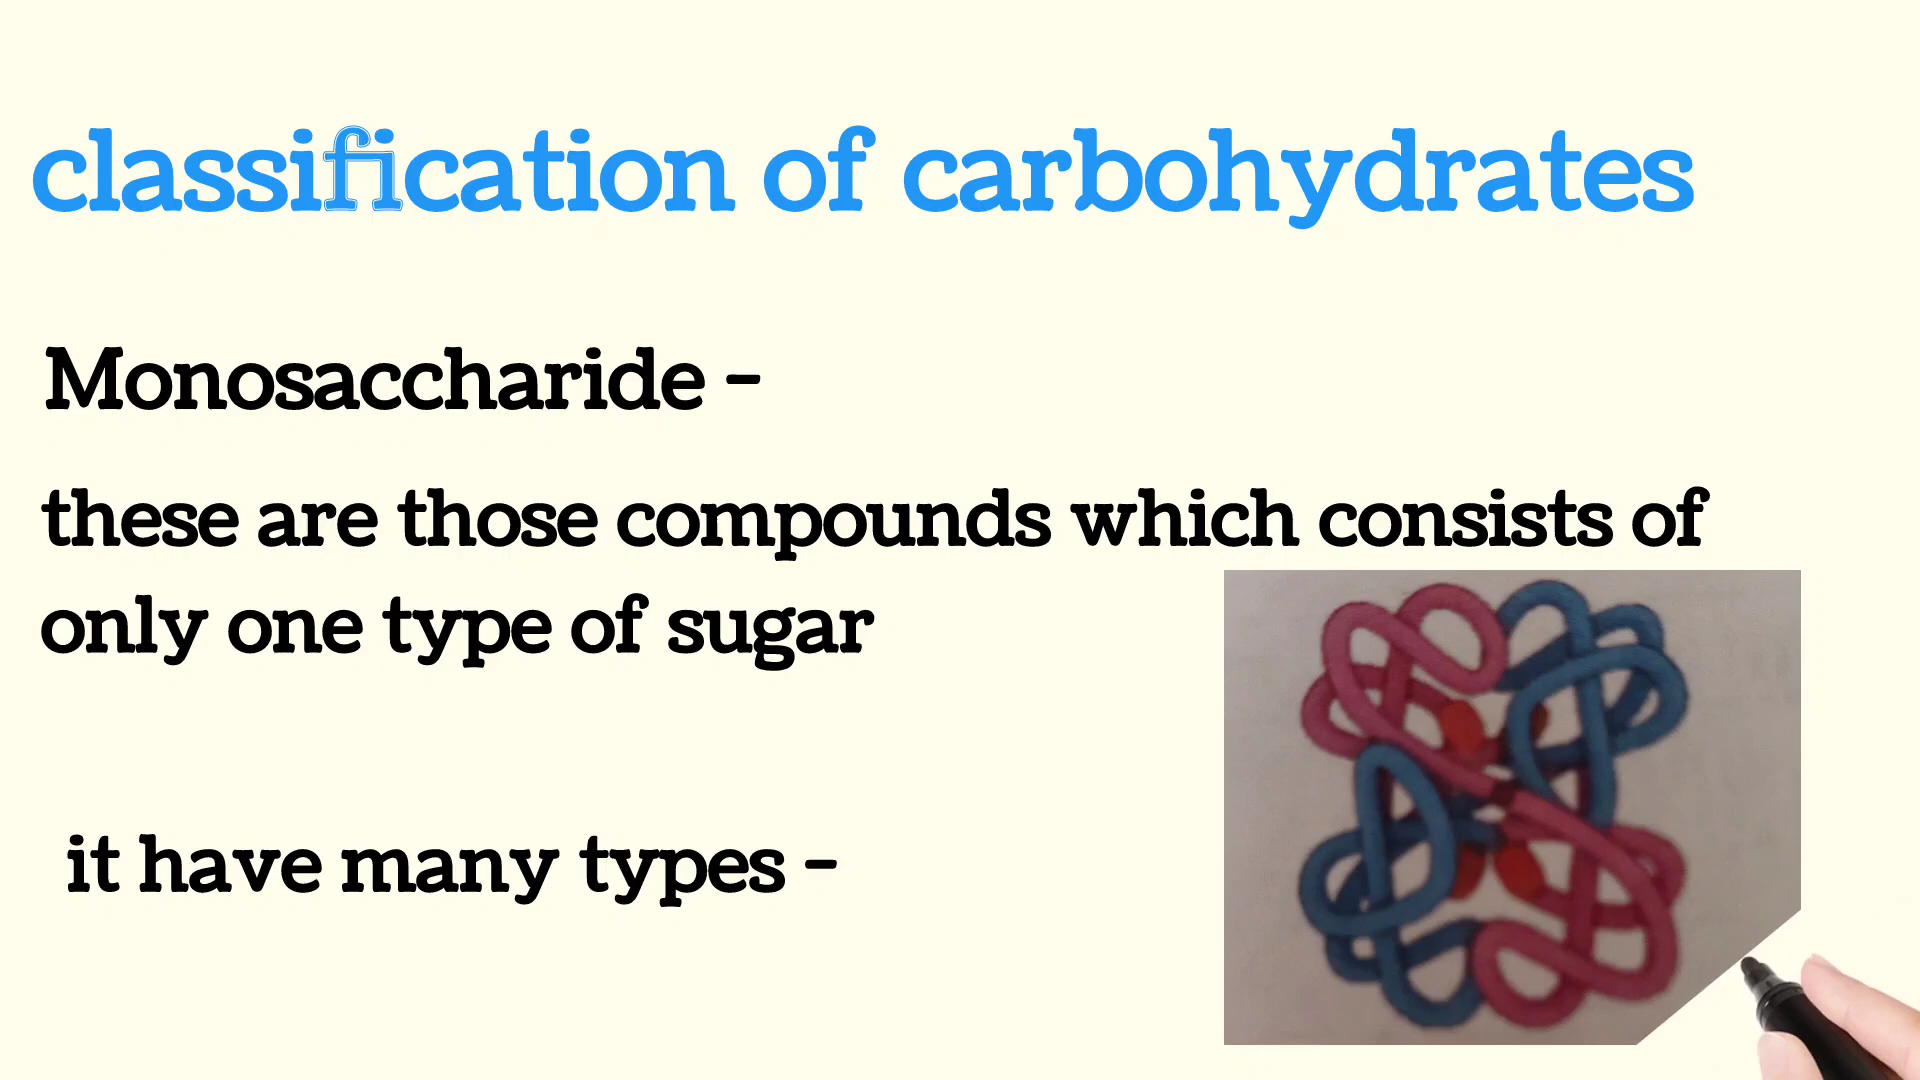 classification of carbohydrates
Monosaccharide -
these are those compounds which consists of
only one type of sugar
it have many types -